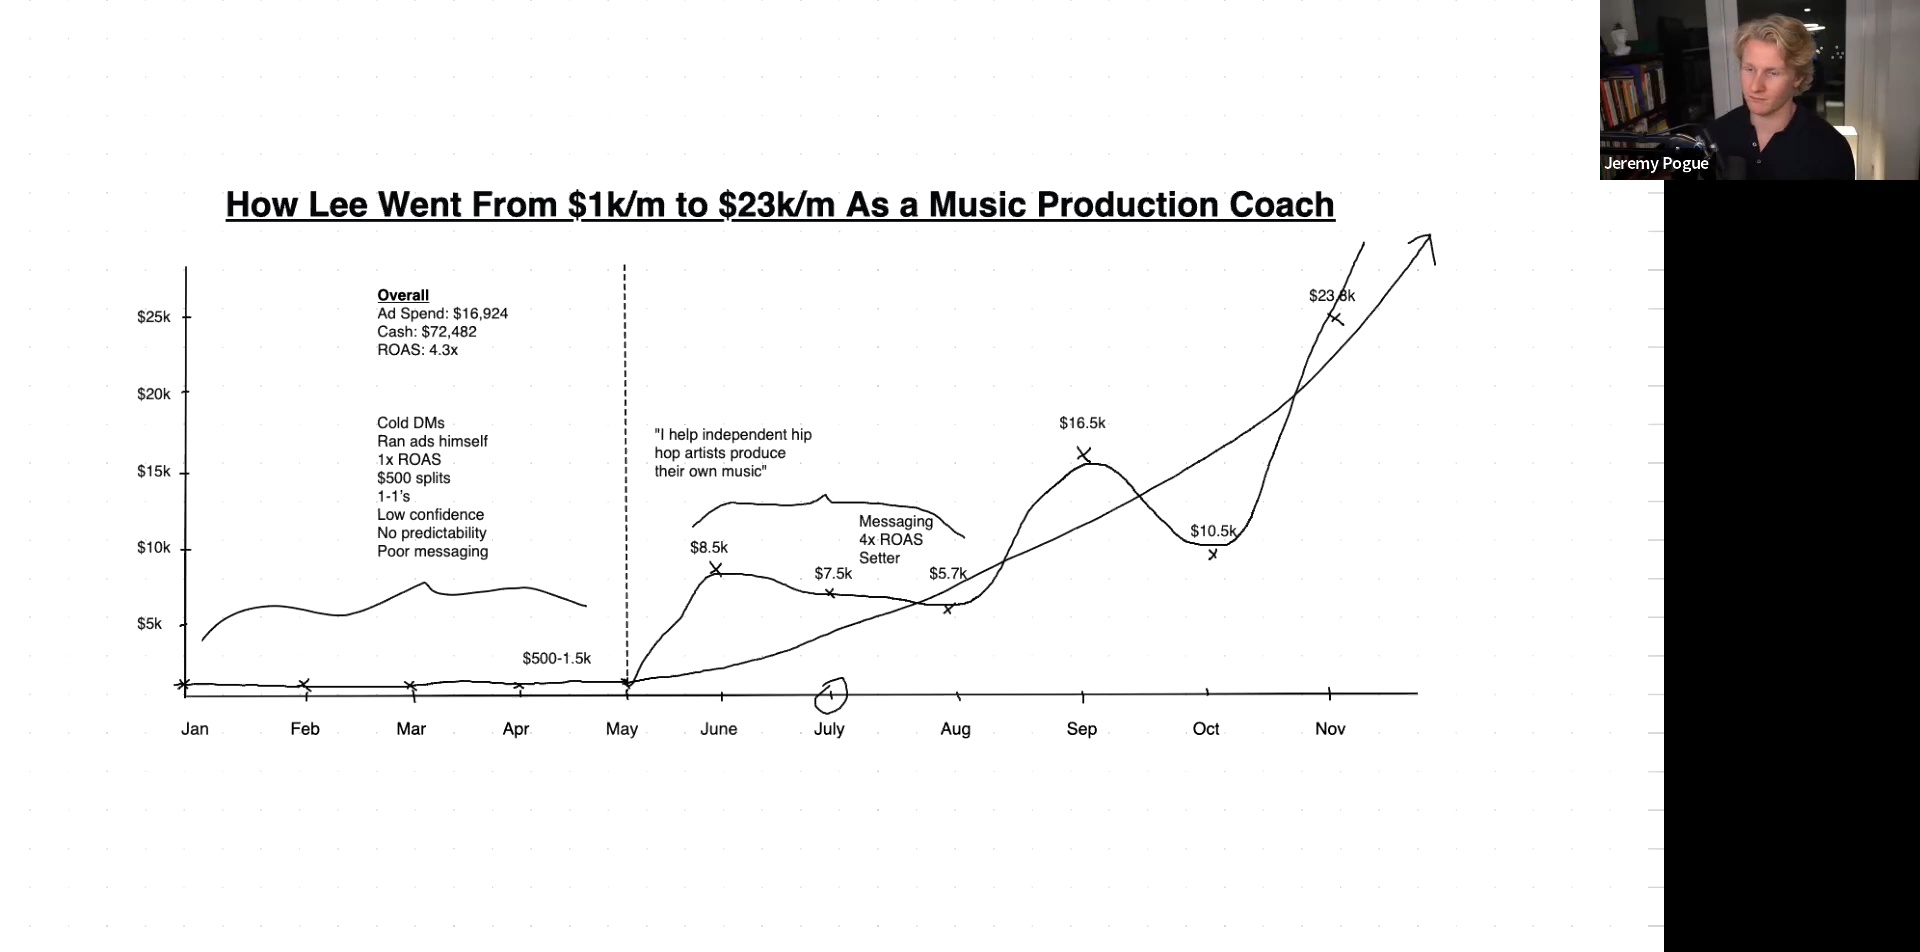 Jeremy Pogue
How Lee Went From $1k/m to $23k/m As a Music Production Coach
$25k
$20k
$15k
$10k
$5k
Overall
Ad Spend: $16,924
Cash: $72,482
ROAS: 4.3x
Cold DMs
Ran ads himself
1x ROAS
$500 splits
1-1's
Low confidence
No predictability
Poor messaging
$500-1.5k
"I help independent hip
hop artists produce
their own music"
Messaging
4x ROAS
Setter
$8.5k
$7.5k
$5.7k
$16.5k
$10.5k
$23.8k
Jan
Feb
Mar
Apr
May
June
July
Aug
Sep
Oct
Nov